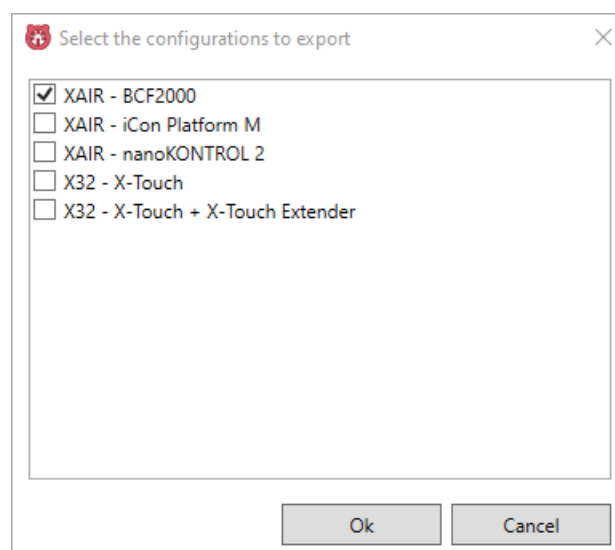 Select the configurations to export
XAIR - BCF2000
XAIR - iCon Platform M
XAIR - nanoKONTROL 2
X32 - X-Touch
X32 - X-Touch + X-Touch Extender
Ok
Cancel